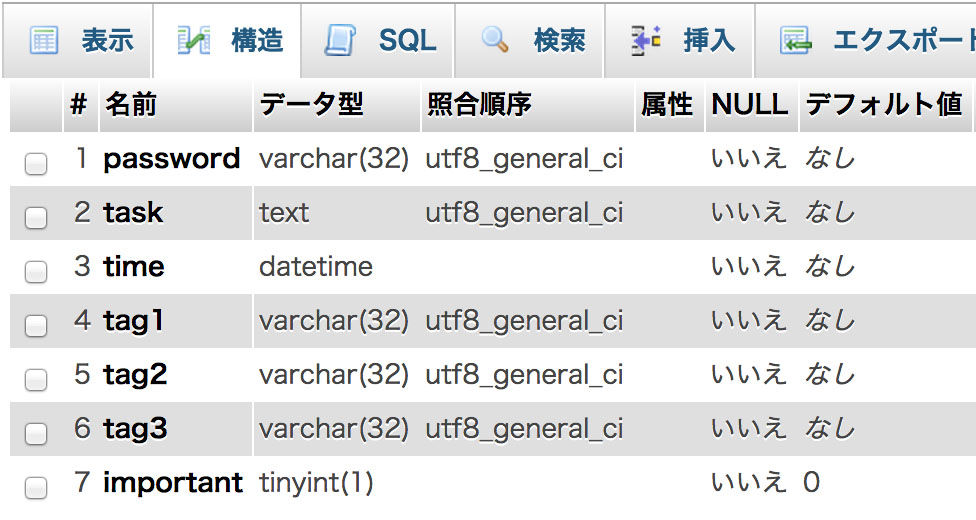 表示 構造 SQL 検索 挿入 エクスポート
# 名前 データ型 照合順序 属性 NULL デフォルト値
1 password varchar(32) utf8_general_ci いいえ なし
2 task text utf8_general_ci いいえ なし
3 time datetime いいえ なし
4 tag1 varchar(32) utf8_general_ci いいえ なし
5 tag2 varchar(32) utf8_general_ci いいえ なし
6 tag3 varchar(32) utf8_general_ci いいえ なし
7 important tinyint(1) いいえ 0